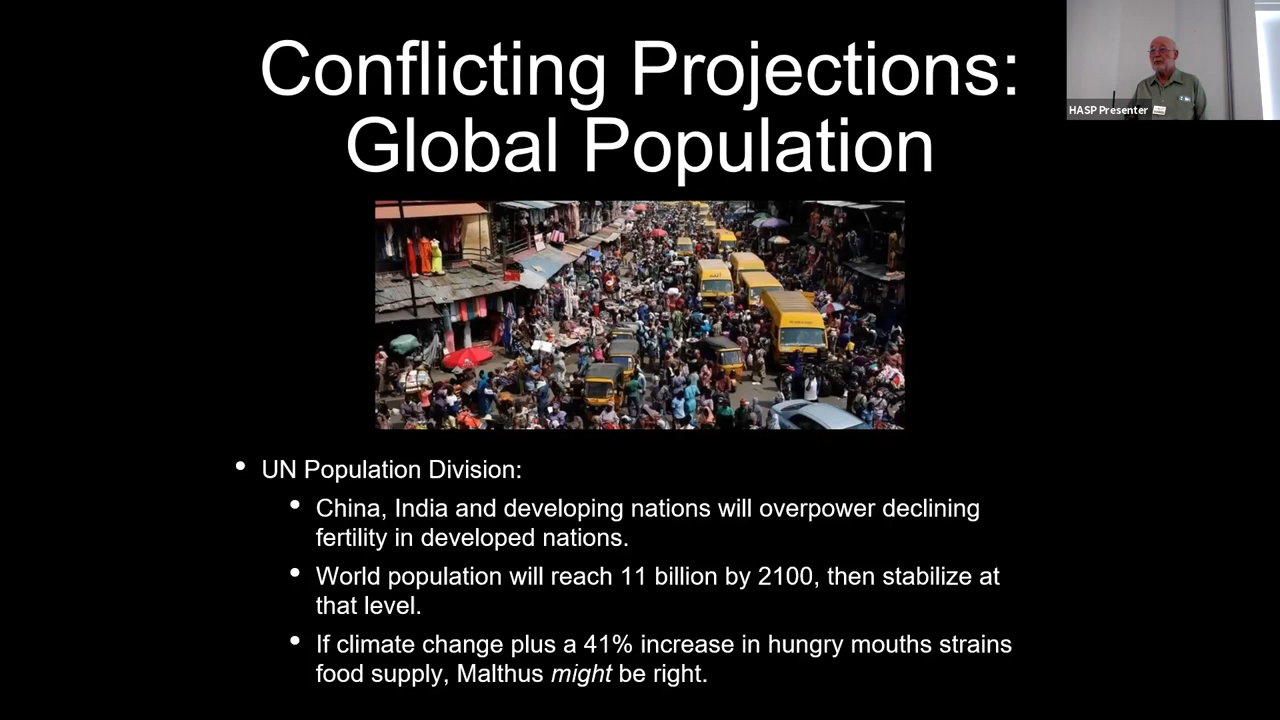 Conflicting Projections:
Global Population
HASP Presenter
• UN Population Division:
• China, India and developing nations will overpower declining
fertility in developed nations.
• World population will reach 11 billion by 2100, then stabilize at
that level.
• If climate change plus a 41% increase in hungry mouths strains
food supply, Malthus might be right.